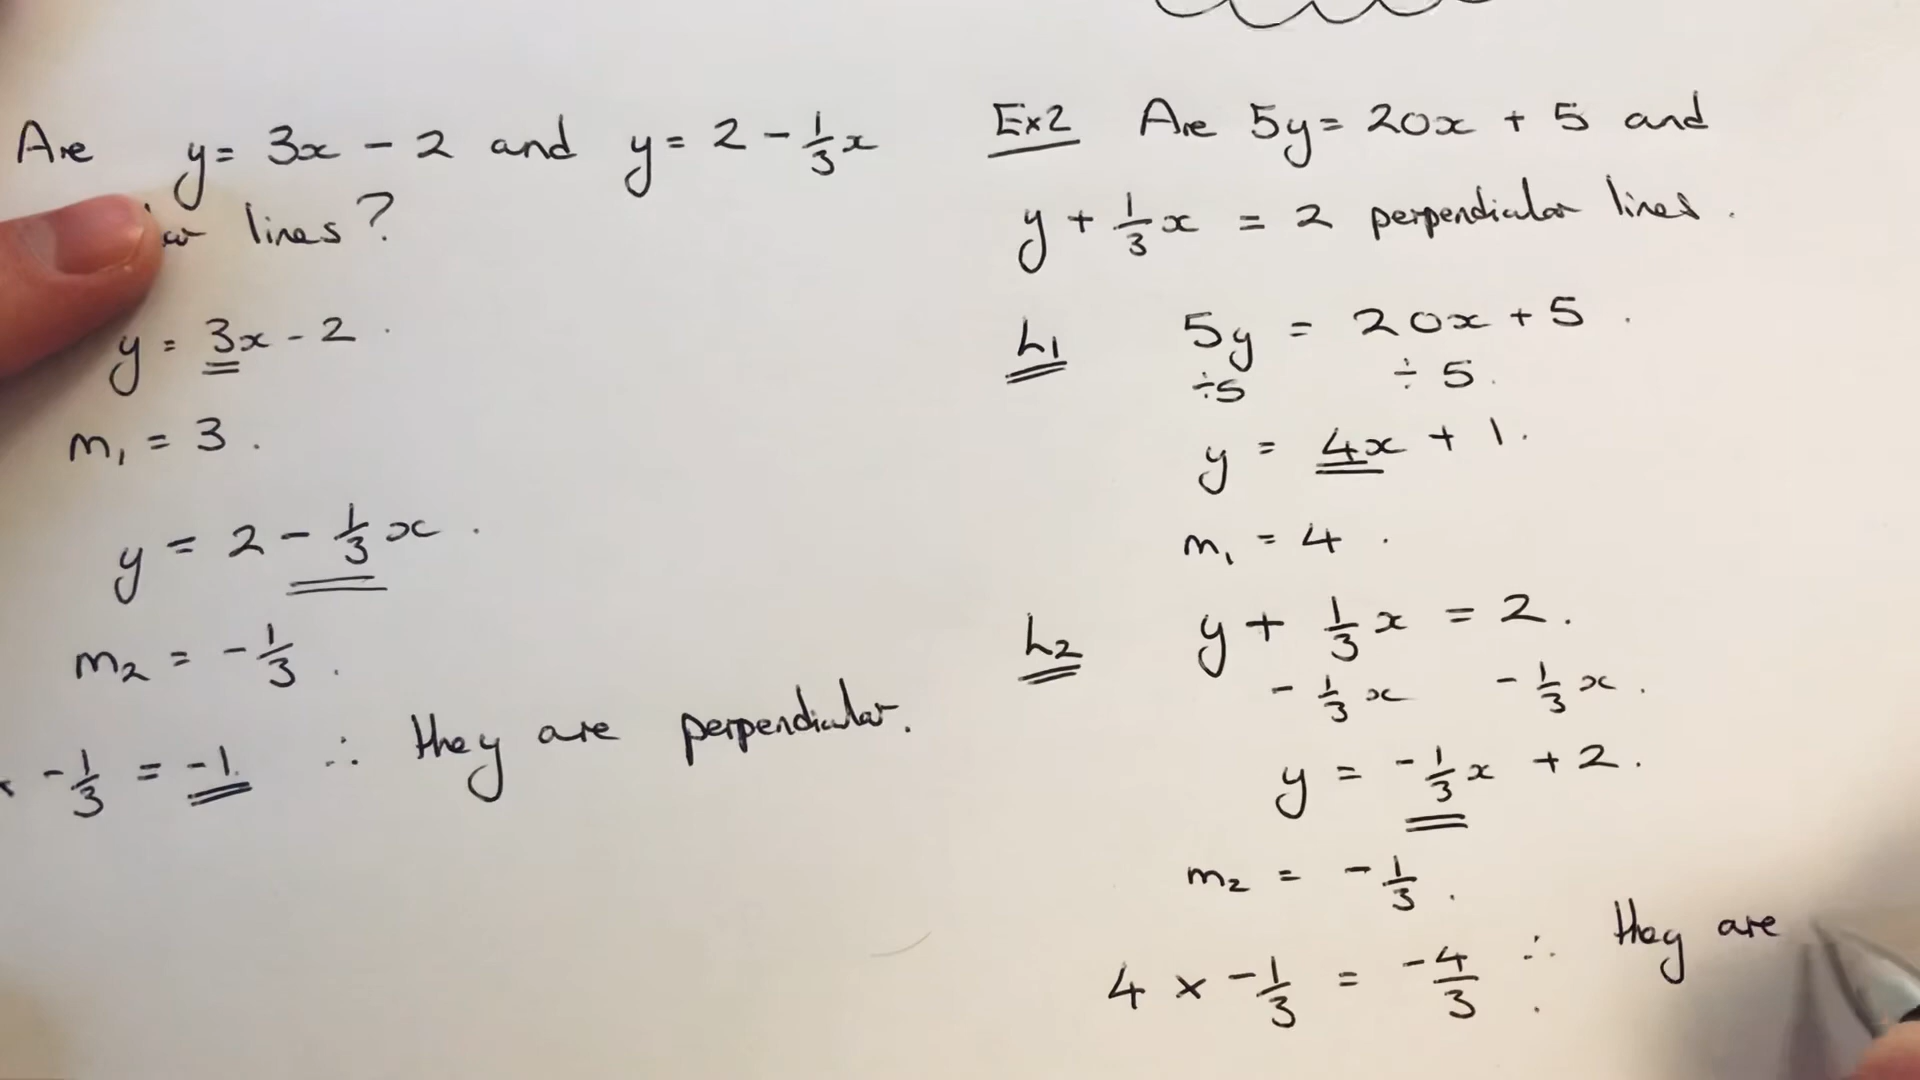 Are y = 3x - 2 and y = 2 - 1/3 x
lines?
y = 3x - 2
m₁ = 3.
y = 2 - 1/3 x.
m₂ = -1/3.
-1/3 = -1 ∴ they are perpendicular.
Ex2 Are 5y = 20x + 5 and
y + 1/3 x = 2 perpendicular lines.
L1 5y = 20x + 5.
÷5 ÷5.
y = 4x + 1.
m₁ = 4.
L2 y + 1/3 x = 2.
- 1/3 x - 1/3 x.
y = -1/3 x + 2.
m₂ = -1/3.
4 × -1/3 = -4/3 ∴ they are